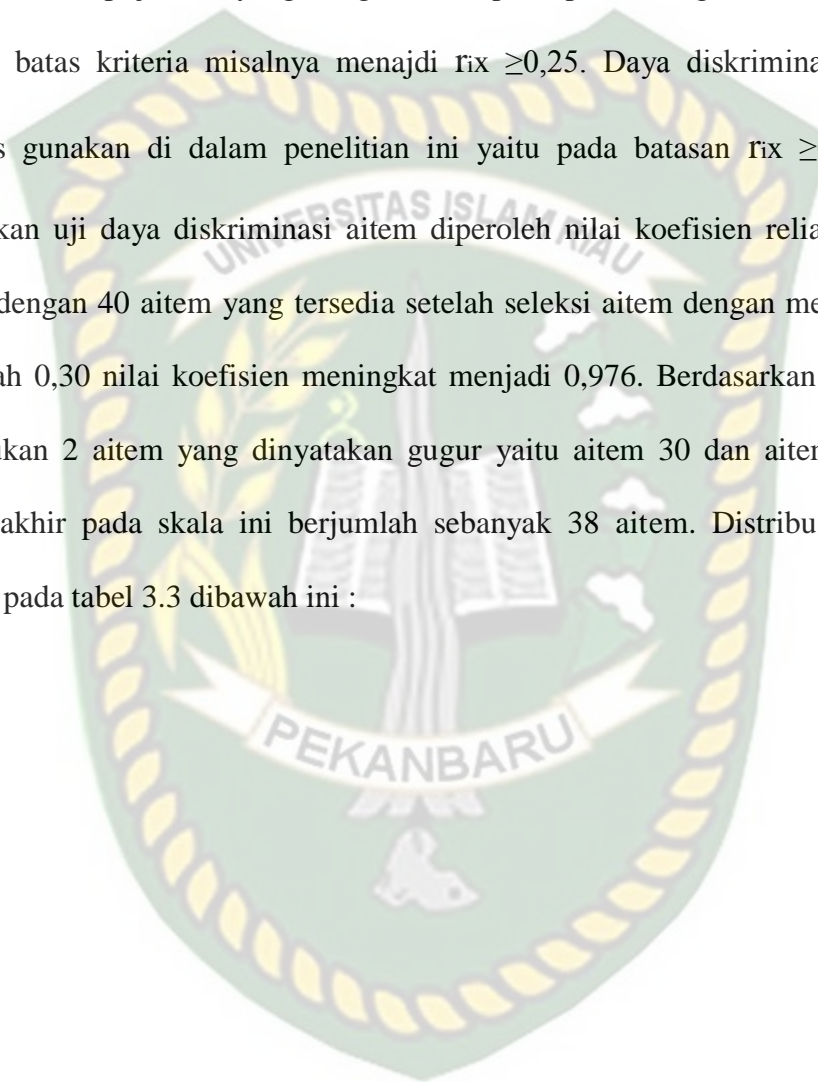 batas kriteria misalnya menajdi rix ≥0,25. Daya diskrimina
gunakan di dalam penelitian ini yaitu pada batasan rix ≥
kan uji daya diskriminasi aitem diperoleh nilai koefisien relia
dengan 40 aitem yang tersedia setelah seleksi aitem dengan me
ah 0,30 nilai koefisien meningkat menjadi 0,976. Berdasarkan
ukan 2 aitem yang dinyatakan gugur yaitu aitem 30 dan aiter
akhir pada skala ini berjumlah sebanyak 38 aitem. Distribu
pada tabel 3.3 dibawah ini :
UNIVERSITAS ISLAM RIAU
PEKANBARU